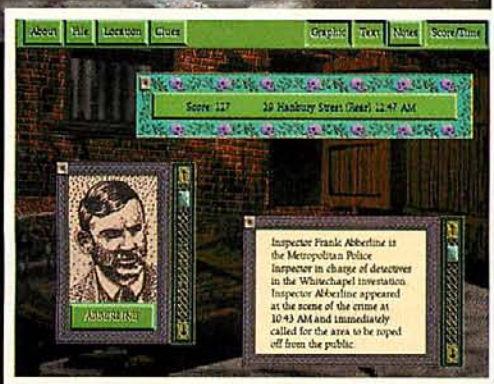 About File Location Clues Graphic Text Notes Score/Time
Score: 117 39 Hanbury Street (Rear) 12:47 AM
ABBERLINE
Inspector Frank Abberline is
the Metropolitan Police
Inspector in charge of detectives
in the Whitechapel investation.
Inspector Abberline appeared
at the scene of the crime at
10:43 AM and immediately
called for the area to be roped
off from the public.